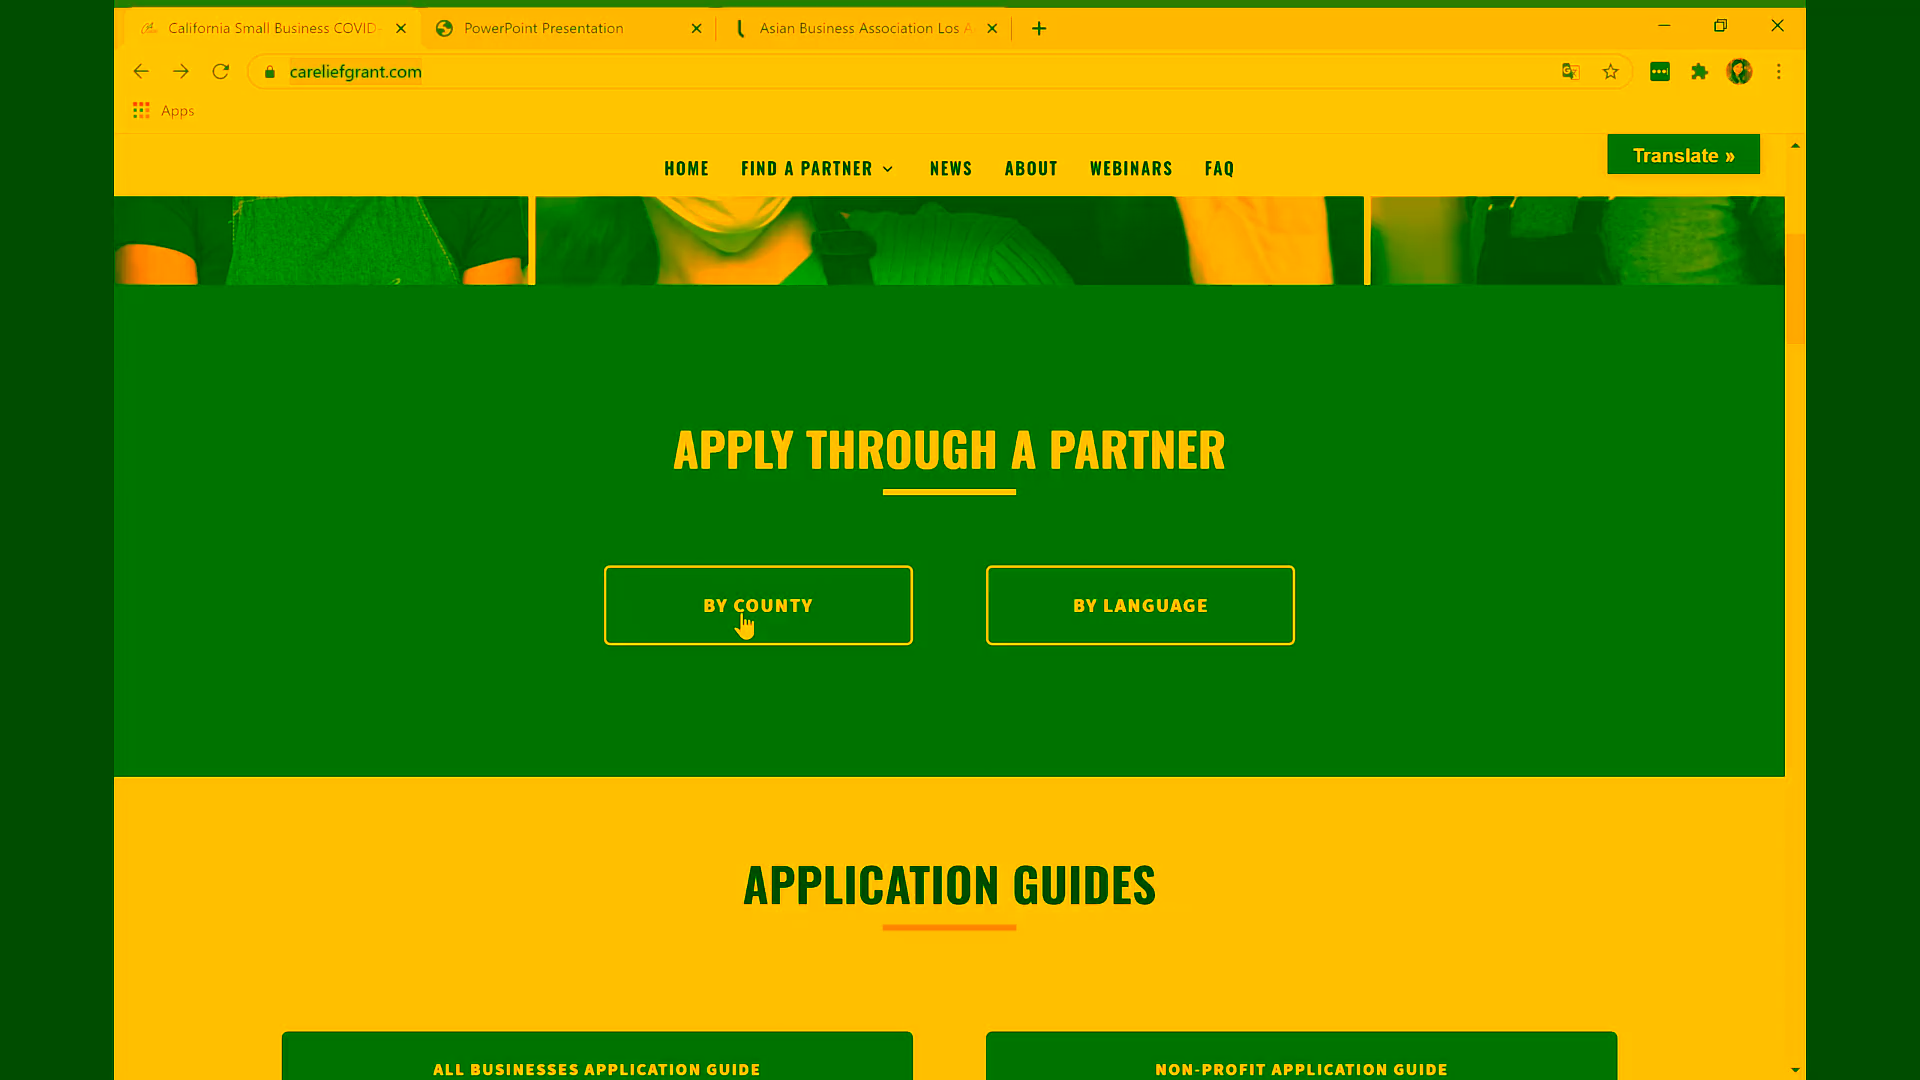 California Small Business COVID-
PowerPoint Presentation
Asian Business Association Los A
careliefgrant.com
Apps
HOME
FIND A PARTNER
NEWS
ABOUT
WEBINARS
FAQ
Translate »
APPLY THROUGH A PARTNER
BY COUNTY
BY LANGUAGE
APPLICATION GUIDES
ALL BUSINESSES APPLICATION GUIDE
NON-PROFIT APPLICATION GUIDE